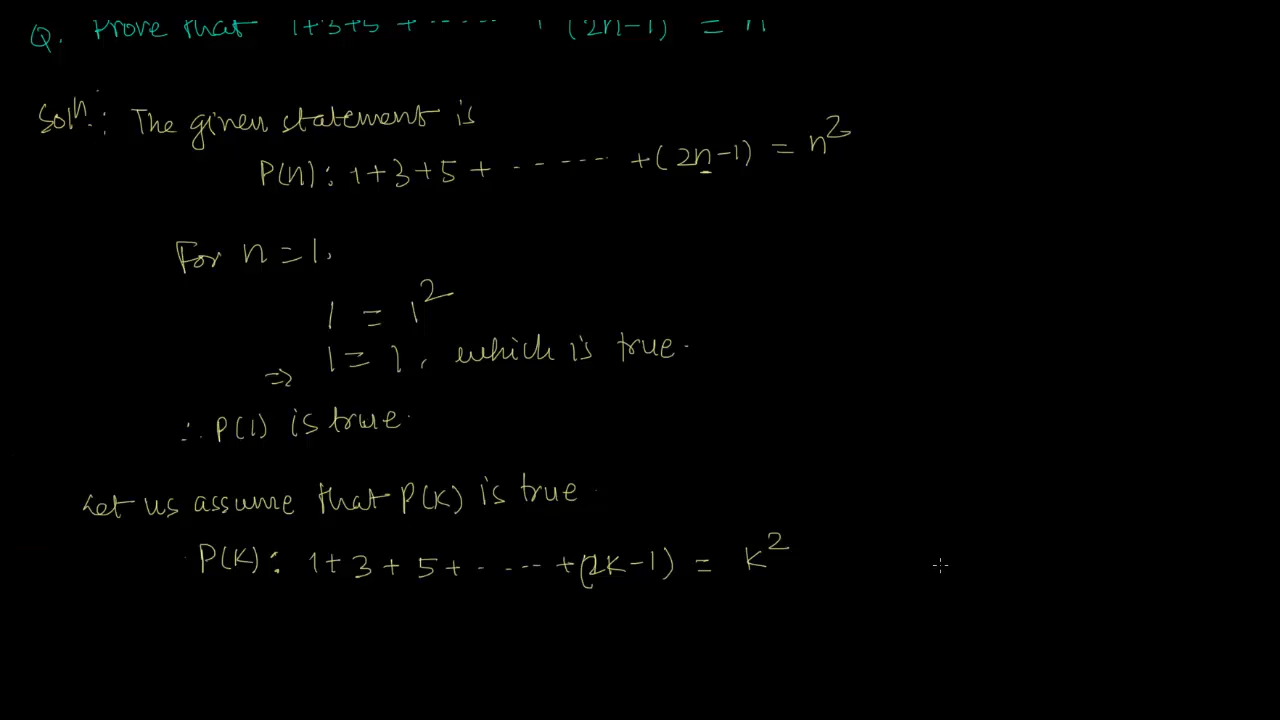 Q. Prove that 1+3+5+ ...... + (2n-1) = n
Solⁿ: The given statement is
P(n): 1+3+5+ ....... +(2n-1) = n²
For n=1,
1 = 1²
⇒ 1 = 1, which is true.
∴ P(1) is true.
Let us assume that P(K) is true.
P(K): 1+3+5+ ...... +(2K-1) = K²